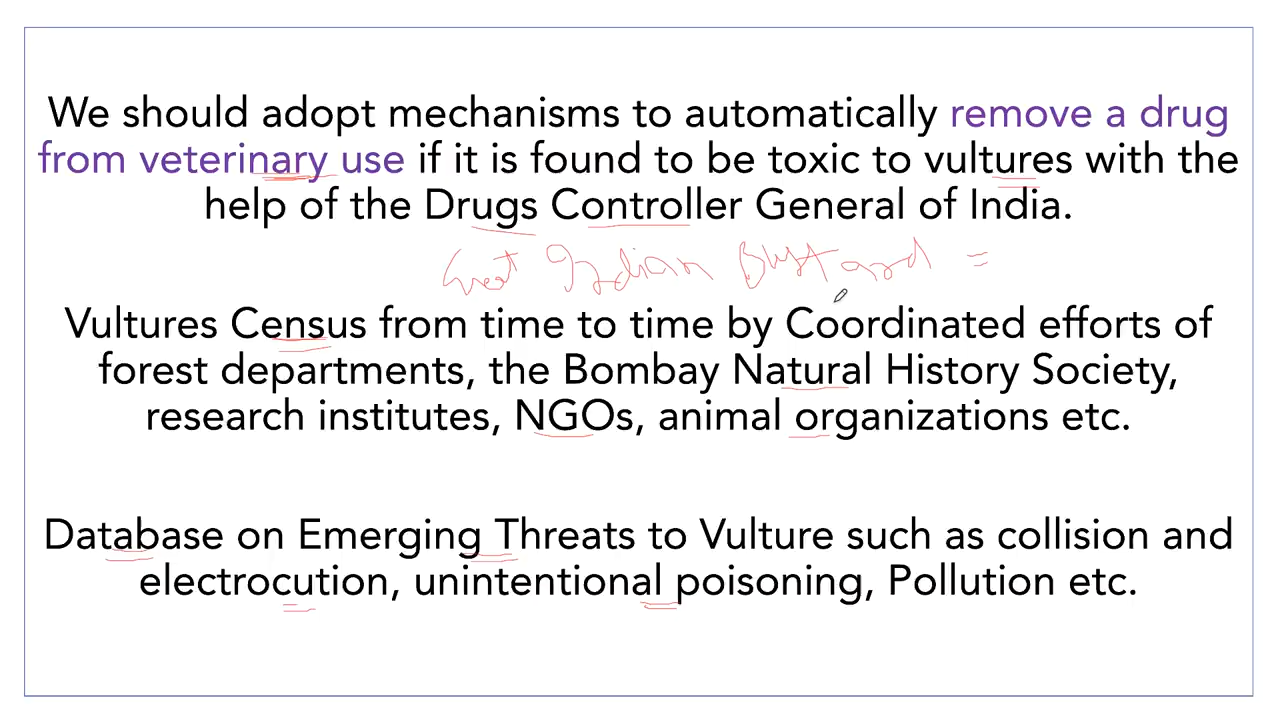 We should adopt mechanisms to automatically remove a drug
from veterinary use if it is found to be toxic to vultures with the
help of the Drugs Controller General of India.
Great Indian Bustard =
Vultures Census from time to time by Coordinated efforts of
forest departments, the Bombay Natural History Society,
research institutes, NGOs, animal organizations etc.
Database on Emerging Threats to Vulture such as collision and
electrocution, unintentional poisoning, Pollution etc.